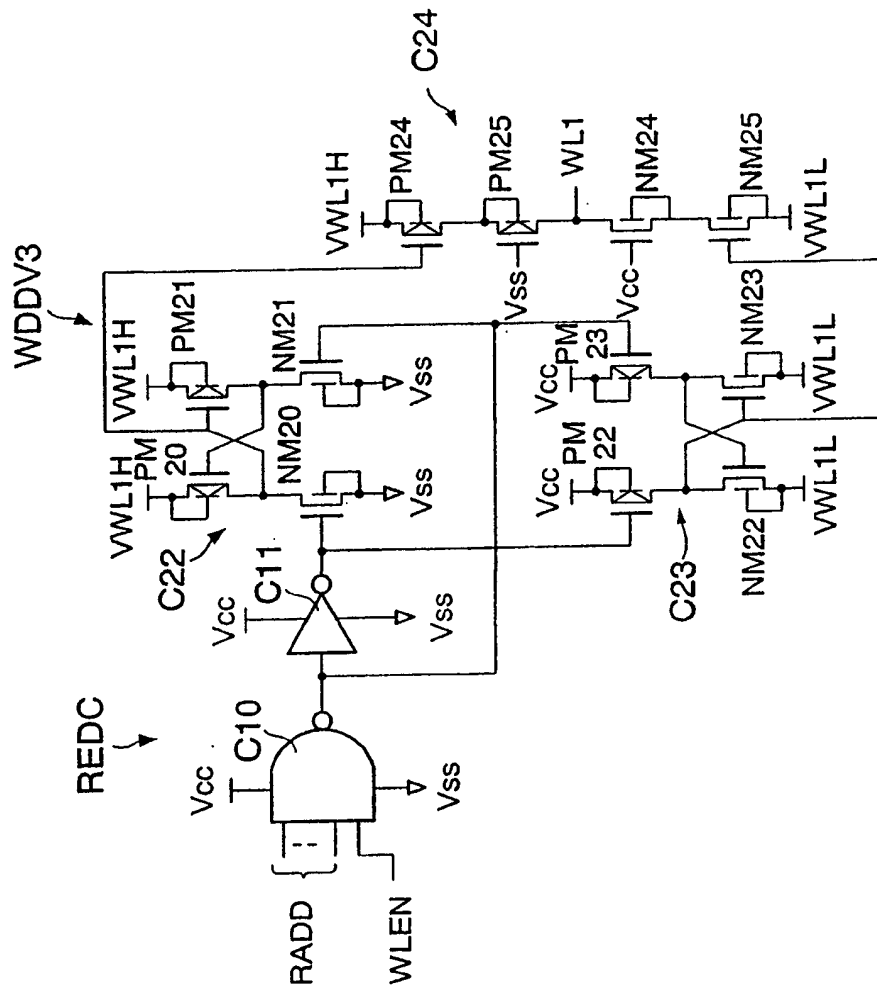 REDC
WDDV3
RADD
WLEN
Vcc
C10
Vss
Vcc
C11
Vss
C22
VWL1H
PM
20
NM20
Vss
VWL1H
PM21
NM21
Vss
Vcc
PM
22
NM22
VWL1L
Vcc
PM
23
NM23
VWL1L
C23
C24
VWL1H
PM24
PM25
Vss
WL1
Vcc
NM24
NM25
VWL1L